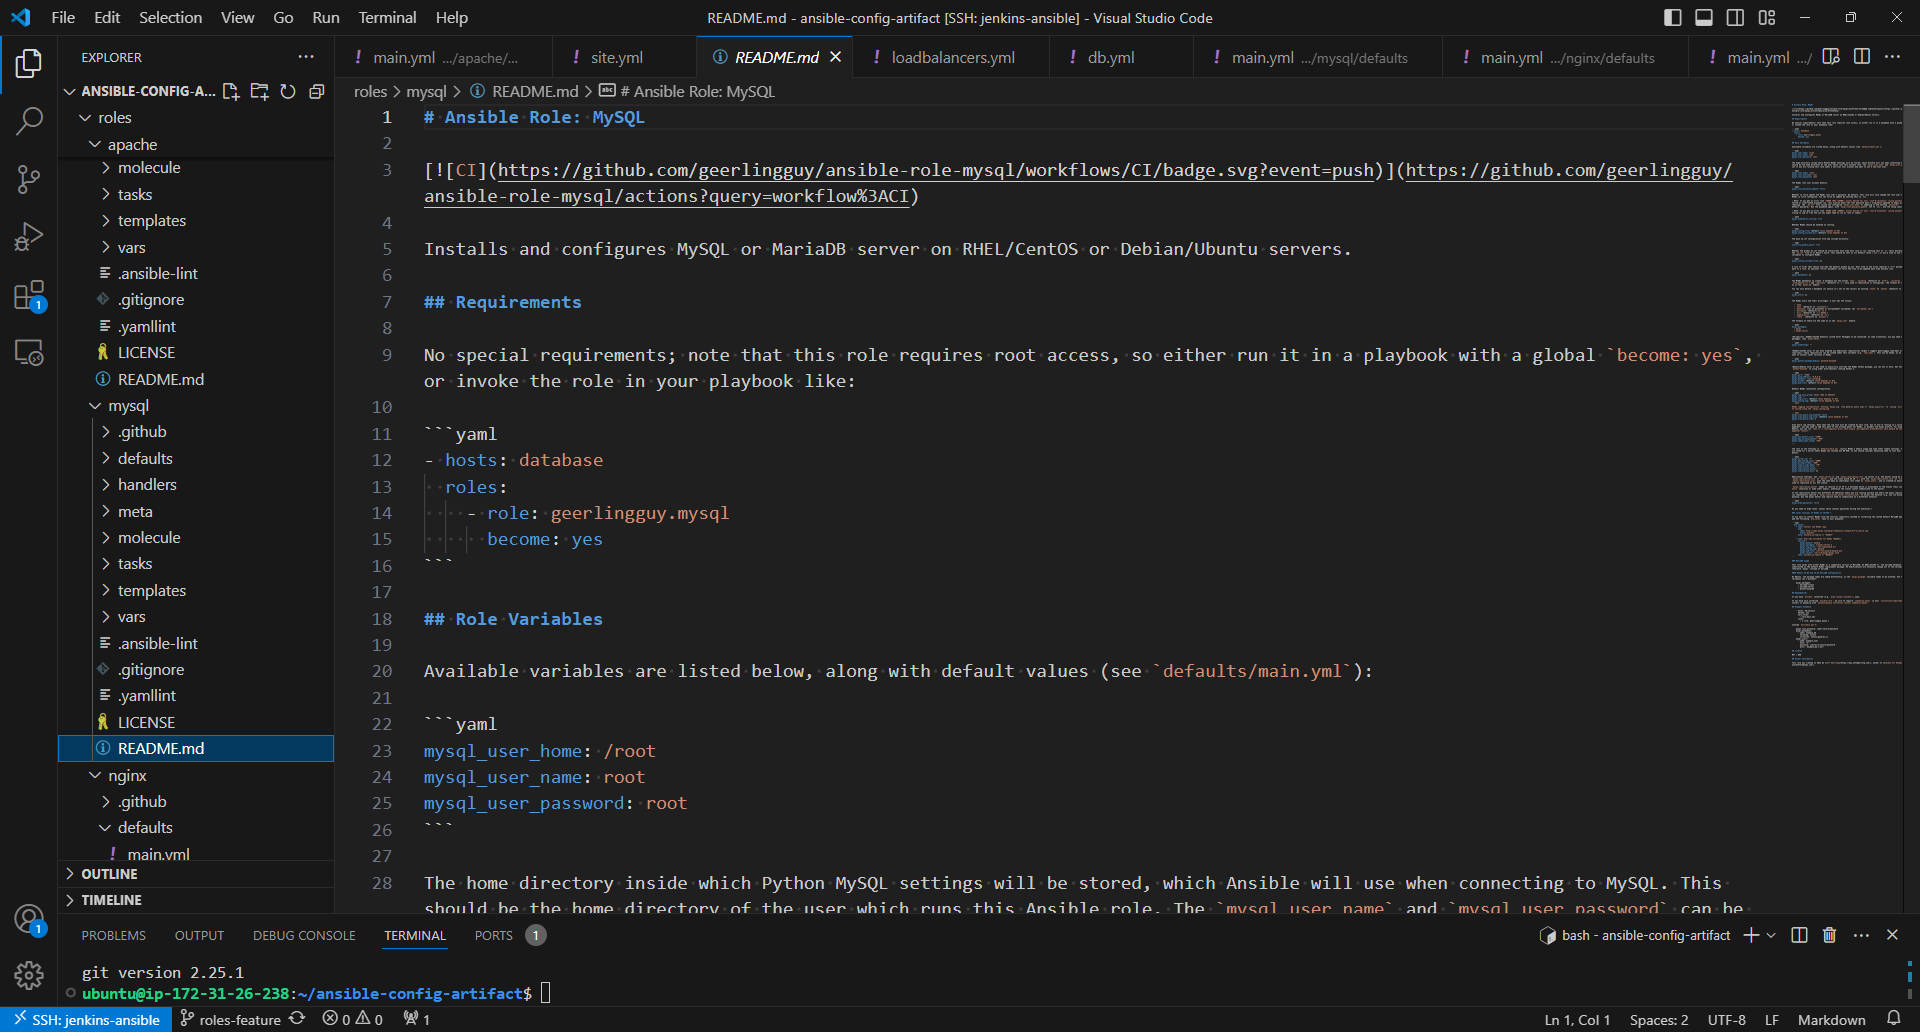 File Edit Selection View Go Run Terminal Help
README.md - ansible-config-artifact [SSH: jenkins-ansible] - Visual Studio Code
EXPLORER
main.yml .../apache/...
site.yml
README.md
loadbalancers.yml
db.yml
main.yml .../mysql/defaults
main.yml .../nginx/defaults
main.yml .../
ANSIBLE-CONFIG-A...
roles > mysql > README.md > # Ansible Role: MySQL
roles
apache
molecule
tasks
templates
vars
.ansible-lint
.gitignore
.yamllint
LICENSE
README.md
mysql
.github
defaults
handlers
meta
molecule
tasks
templates
vars
.ansible-lint
.gitignore
.yamllint
LICENSE
README.md
nginx
.github
defaults
main.yml
OUTLINE
TIMELINE
1 # Ansible Role: MySQL
2
3 [![CI](https://github.com/geerlingguy/ansible-role-mysql/workflows/CI/badge.svg?event=push)](https://github.com/geerlingguy/
ansible-role-mysql/actions?query=workflow%3ACI)
4
5 Installs and configures MySQL or MariaDB server on RHEL/CentOS or Debian/Ubuntu servers.
6
7 ## Requirements
8
9 No special requirements; note that this role requires root access, so either run it in a playbook with a global `become: yes`,
or invoke the role in your playbook like:
10
11 ```yaml
12 - hosts: database
13   roles:
14     - role: geerlingguy.mysql
15       become: yes
16 ```
17
18 ## Role Variables
19
20 Available variables are listed below, along with default values (see `defaults/main.yml`):
21
22 ```yaml
23 mysql_user_home: /root
24 mysql_user_name: root
25 mysql_user_password: root
26 ```
27
28 The home directory inside which Python MySQL settings will be stored, which Ansible will use when connecting to MySQL. This
should be the home directory of the user which runs this Ansible role. The `mysql_user_name` and `mysql_user_password` can be
PROBLEMS OUTPUT DEBUG CONSOLE TERMINAL PORTS 1
bash - ansible-config-artifact
git version 2.25.1
ubuntu@ip-172-31-26-238:~/ansible-config-artifact$
1
1
SSH: jenkins-ansible roles-feature 0 0 1
Ln 1, Col 1 Spaces: 2 UTF-8 LF Markdown